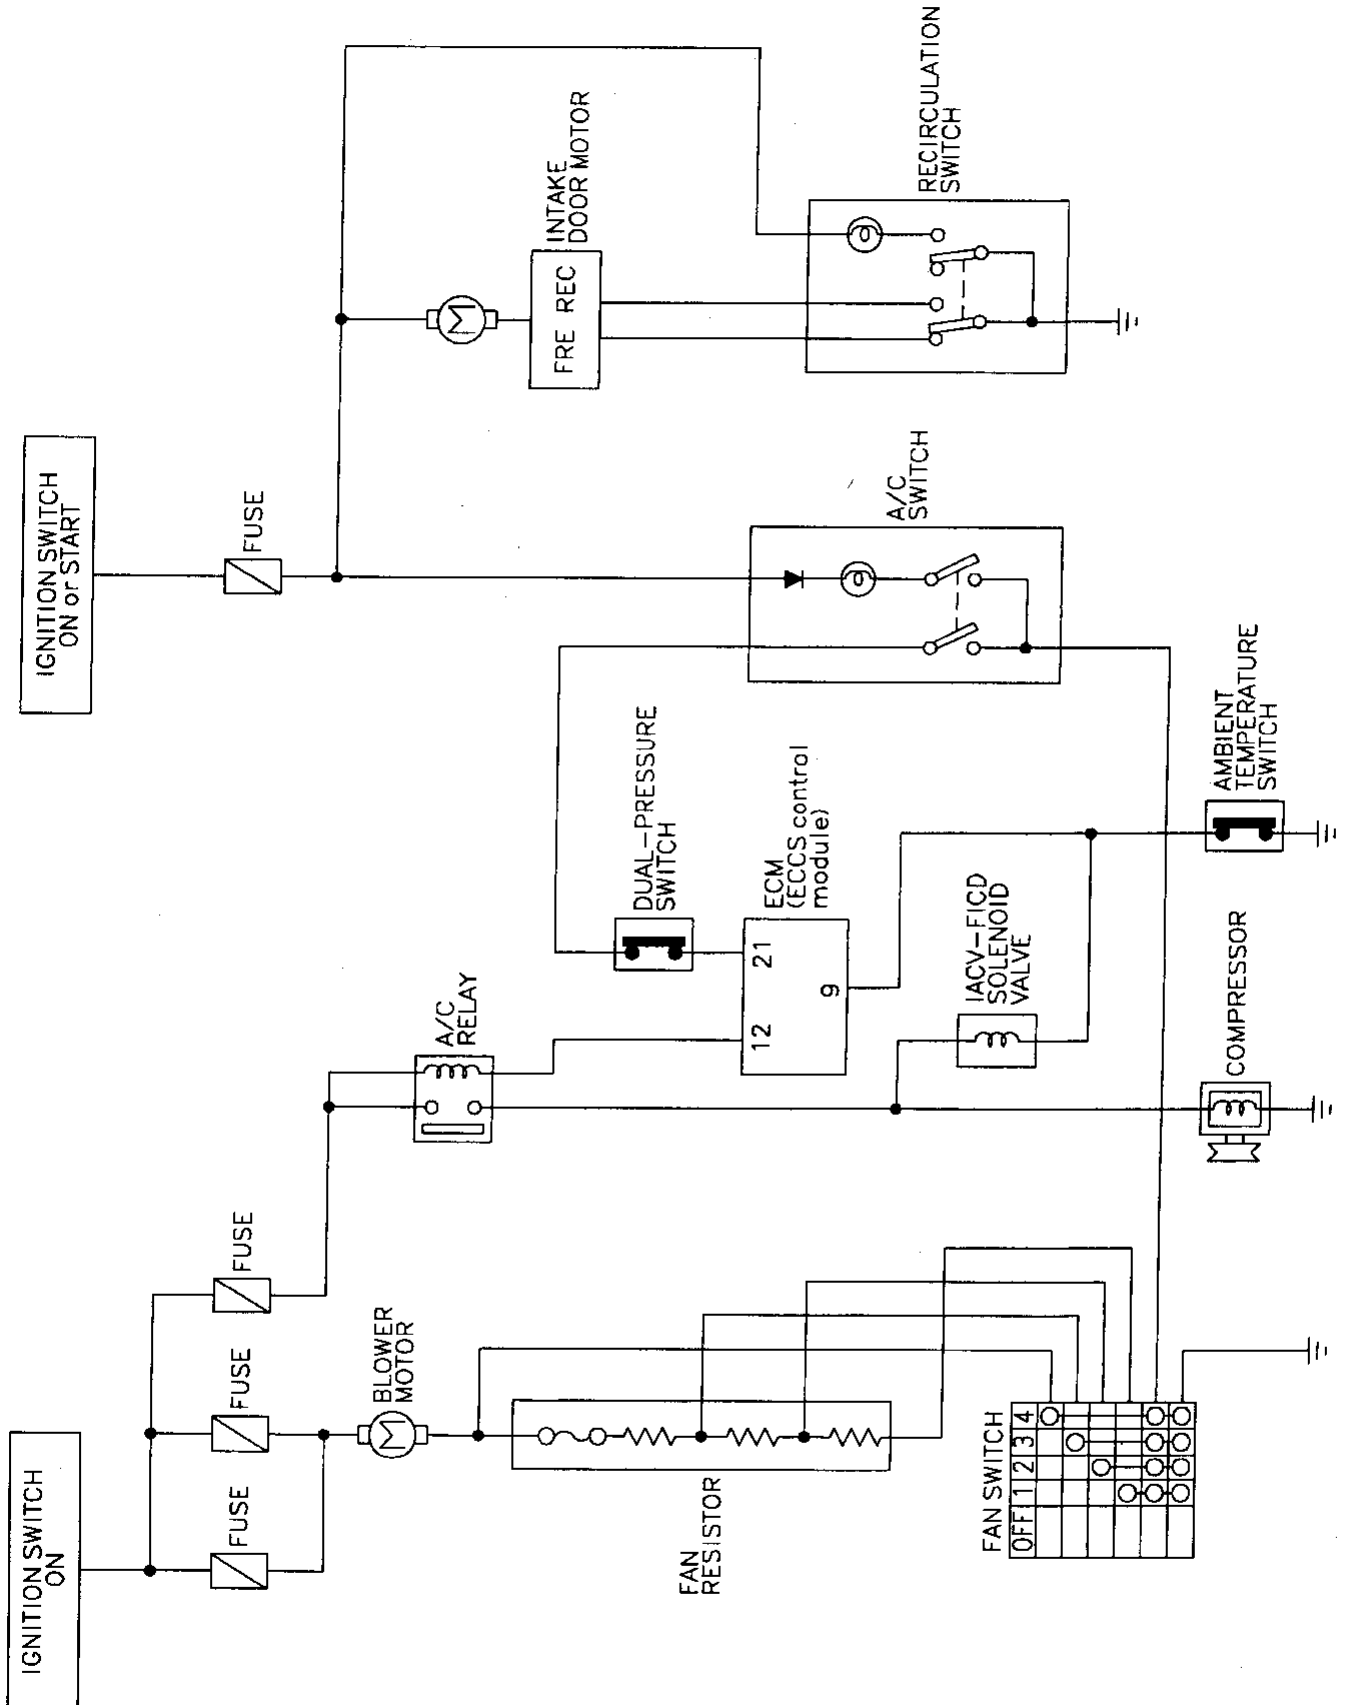 IGNITION SWITCH
ON
FUSE
FUSE
FUSE
IGNITION SWITCH
ON or START
FUSE
BLOWER
MOTOR
A/C
RELAY
DUAL-PRESSURE
SWITCH
INTAKE
DOOR MOTOR
FRE REC
M
M
FAN
RESISTOR
ECM
(ECCS control
module)
12
21
9
A/C
SWITCH
RECIRCULATION
SWITCH
IACV-FICD
SOLENOID
VALVE
FAN SWITCH
OFF 1 2 3 4
COMPRESSOR
AMBIENT
TEMPERATURE
SWITCH